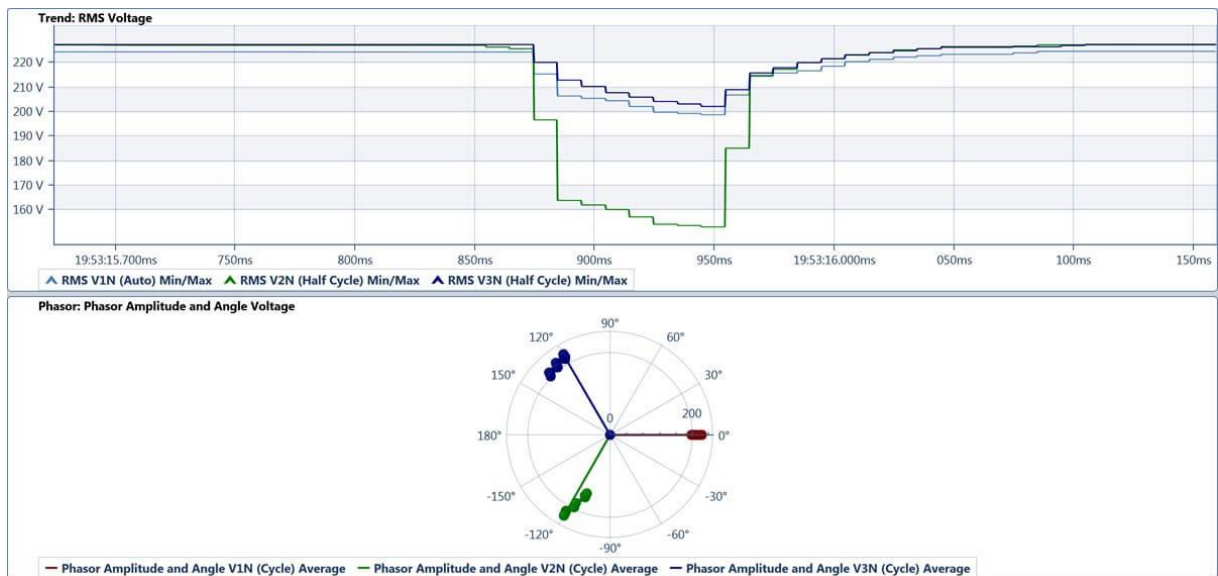 Trend: RMS Voltage
220 V
210 V
200 V
190 V
180 V
170 V
160 V
19:53:15.700ms 750ms 800ms 850ms 900ms 950ms 19:53:16.000ms 050ms 100ms 150ms
RMS V1N (Auto) Min/Max RMS V2N (Half Cycle) Min/Max RMS V3N (Half Cycle) Min/Max
Phasor: Phasor Amplitude and Angle Voltage
90°
120° 60°
150° 30°
0 200
180° 0°
-150° -30°
-120° -60°
-90°
Phasor Amplitude and Angle V1N (Cycle) Average Phasor Amplitude and Angle V2N (Cycle) Average Phasor Amplitude and Angle V3N (Cycle) Average